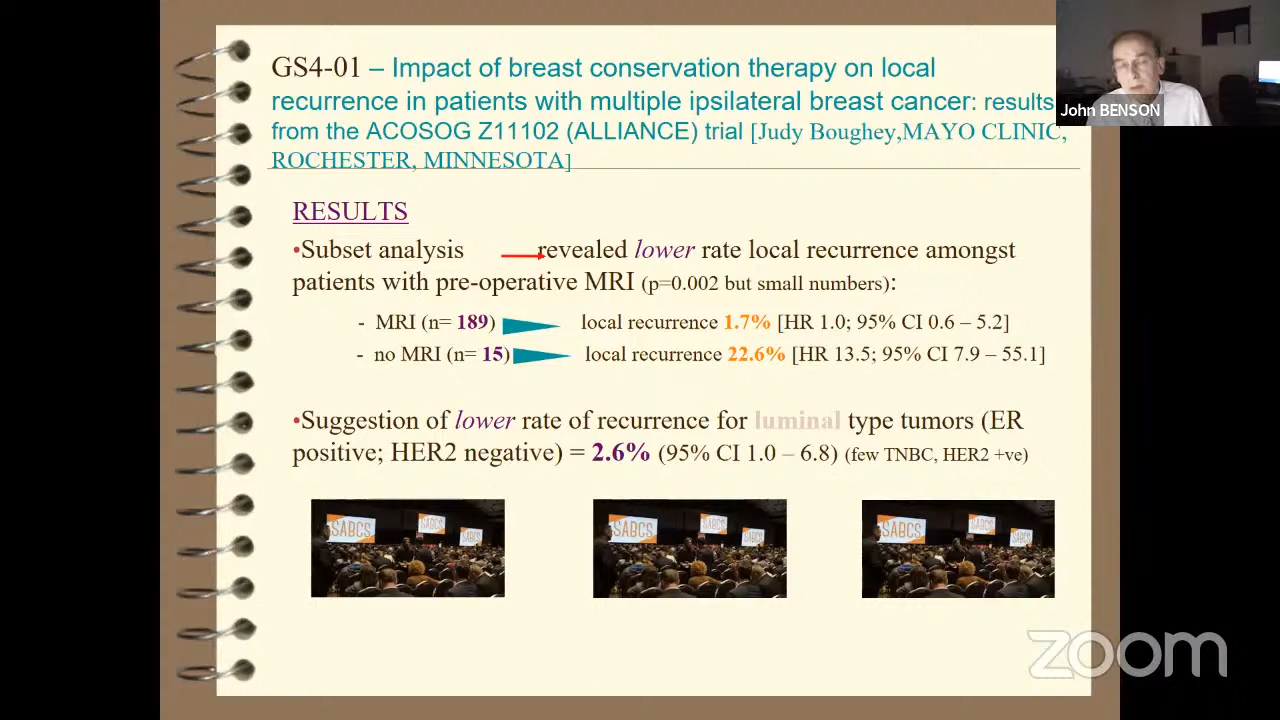 GS4-01 – Impact of breast conservation therapy on local
recurrence in patients with multiple ipsilateral breast cancer: results
from the ACOSOG Z11102 (ALLIANCE) trial [Judy Boughey,MAYO CLINIC,
ROCHESTER, MINNESOTA]
John BENSON
RESULTS
•Subset analysis revealed lower rate local recurrence amongst
patients with pre-operative MRI (p=0.002 but small numbers):
- MRI (n= 189) local recurrence 1.7% [HR 1.0; 95% CI 0.6 – 5.2]
- no MRI (n= 15) local recurrence 22.6% [HR 13.5; 95% CI 7.9 – 55.1]
•Suggestion of lower rate of recurrence for luminal type tumors (ER
positive; HER2 negative) = 2.6% (95% CI 1.0 – 6.8) (few TNBC, HER2 +ve)
SABCS SABCS SABCS
SABCS SABCS SABCS
SABCS SABCS SABCS
zoom